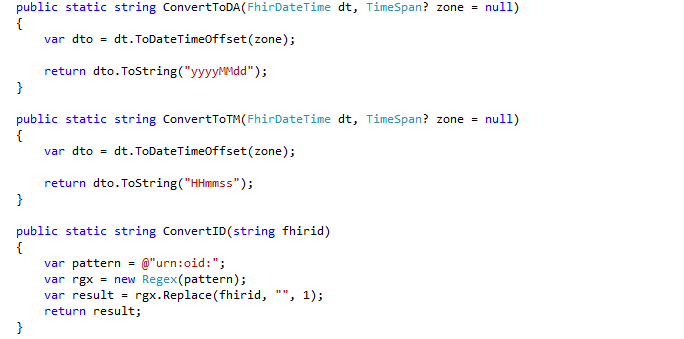 public static string ConvertToDA(FhirDateTime dt, TimeSpan? zone = null)
{
    var dto = dt.ToDateTimeOffset(zone);

    return dto.ToString("yyyyMMdd");
}

public static string ConvertToTM(FhirDateTime dt, TimeSpan? zone = null)
{
    var dto = dt.ToDateTimeOffset(zone);

    return dto.ToString("HHmmss");
}

public static string ConvertID(string fhirid)
{
    var pattern = @"urn:oid:";
    var rgx = new Regex(pattern);
    var result = rgx.Replace(fhirid, "", 1);
    return result;
}